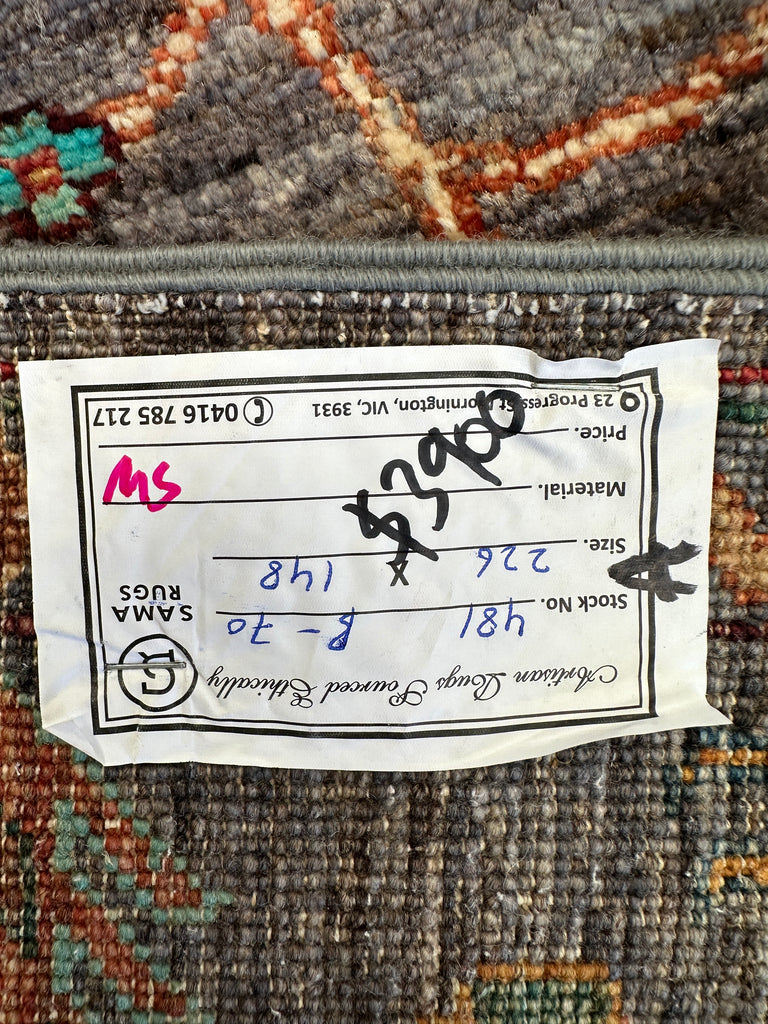 Artisan Rugs Sourced Ethically
Stock No. 481 R-70
SAMA
RUGS
Size. 226 x 148
Material.
Price.
23 Progress St Mornington, VIC, 3931 0416 785 217
$3900
MS
A